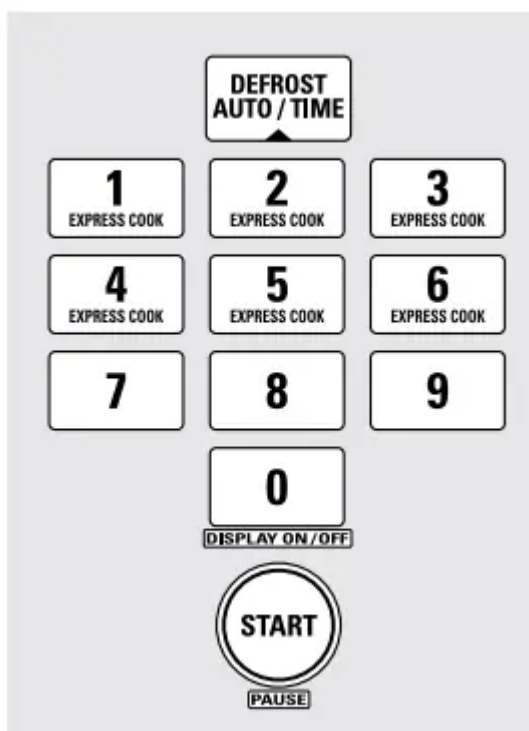 DEFROST
AUTO / TIME
1
EXPRESS COOK
2
EXPRESS COOK
3
EXPRESS COOK
4
EXPRESS COOK
5
EXPRESS COOK
6
EXPRESS COOK
7
8
9
0
DISPLAY ON/OFF
START
PAUSE